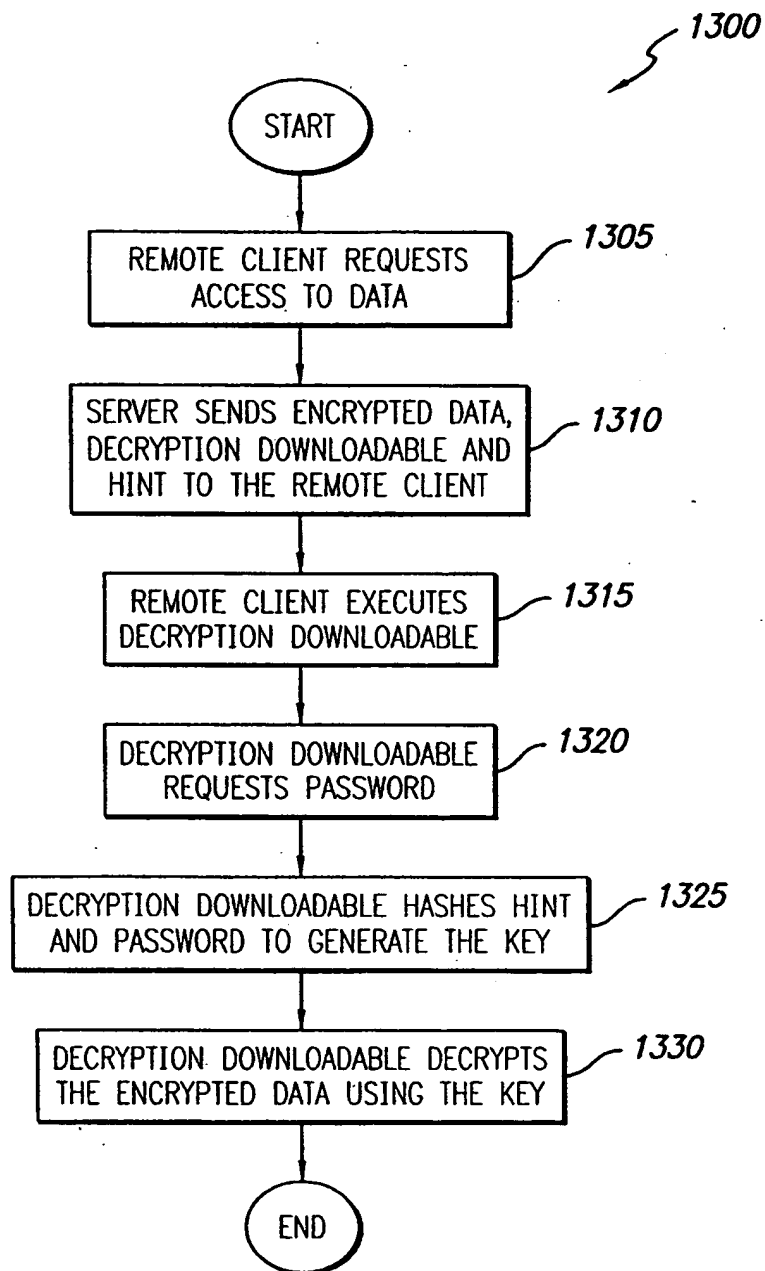 1300
START
REMOTE CLIENT REQUESTS
ACCESS TO DATA
1305
SERVER SENDS ENCRYPTED DATA,
DECRYPTION DOWNLOADABLE AND
HINT TO THE REMOTE CLIENT
1310
REMOTE CLIENT EXECUTES
DECRYPTION DOWNLOADABLE
1315
DECRYPTION DOWNLOADABLE
REQUESTS PASSWORD
1320
DECRYPTION DOWNLOADABLE HASHES HINT
AND PASSWORD TO GENERATE THE KEY
1325
DECRYPTION DOWNLOADABLE DECRYPTS
THE ENCRYPTED DATA USING THE KEY
1330
END